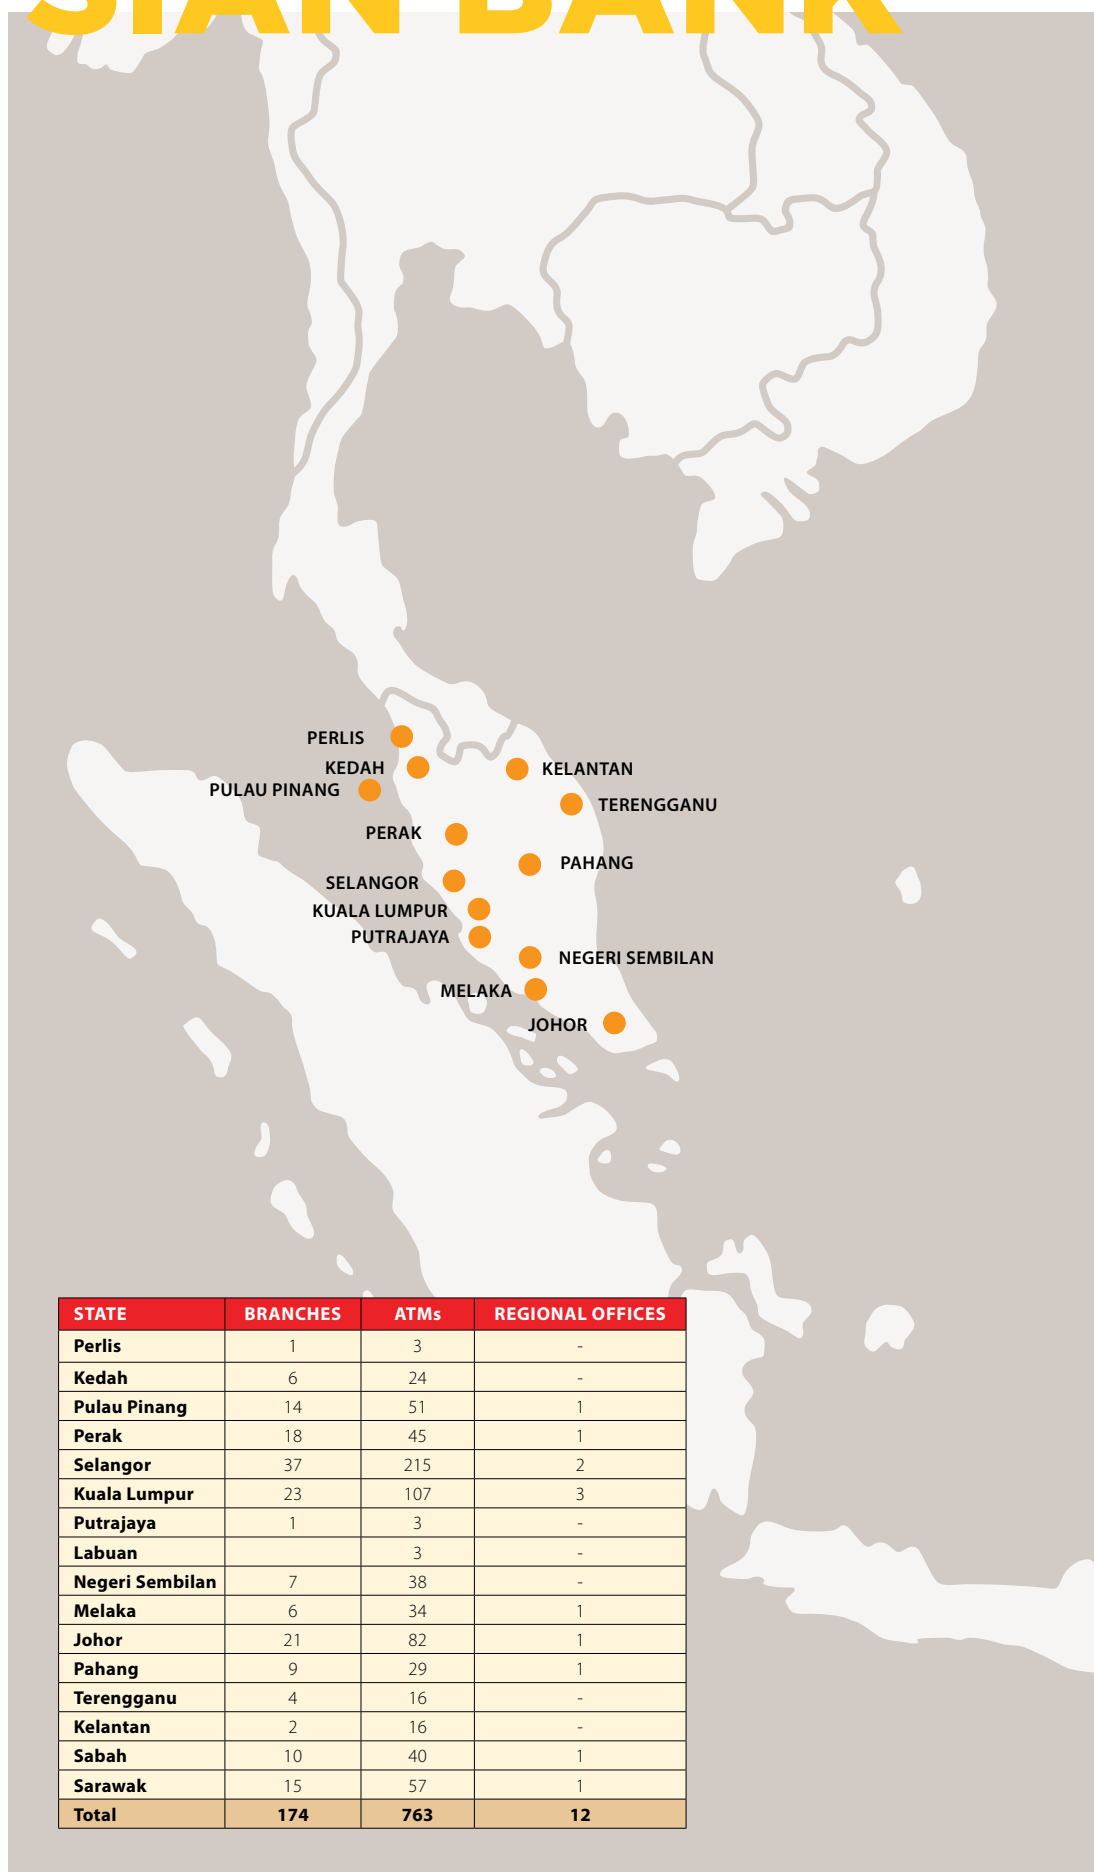 SIAN BANK
PERLIS
KEDAH
KELANTAN
PULAU PINANG
TERENGGANU
PERAK
PAHANG
SELANGOR
KUALA LUMPUR
PUTRAJAYA
NEGERI SEMBILAN
MELAKA
JOHOR
STATE BRANCHES ATMs REGIONAL OFFICES
Perlis 1 3 -
Kedah 6 24 -
Pulau Pinang 14 51 1
Perak 18 45 1
Selangor 37 215 2
Kuala Lumpur 23 107 3
Putrajaya 1 3 -
Labuan 3 -
Negeri Sembilan 7 38 -
Melaka 6 34 1
Johor 21 82 1
Pahang 9 29 1
Terengganu 4 16 -
Kelantan 2 16 -
Sabah 10 40 1
Sarawak 15 57 1
Total 174 763 12